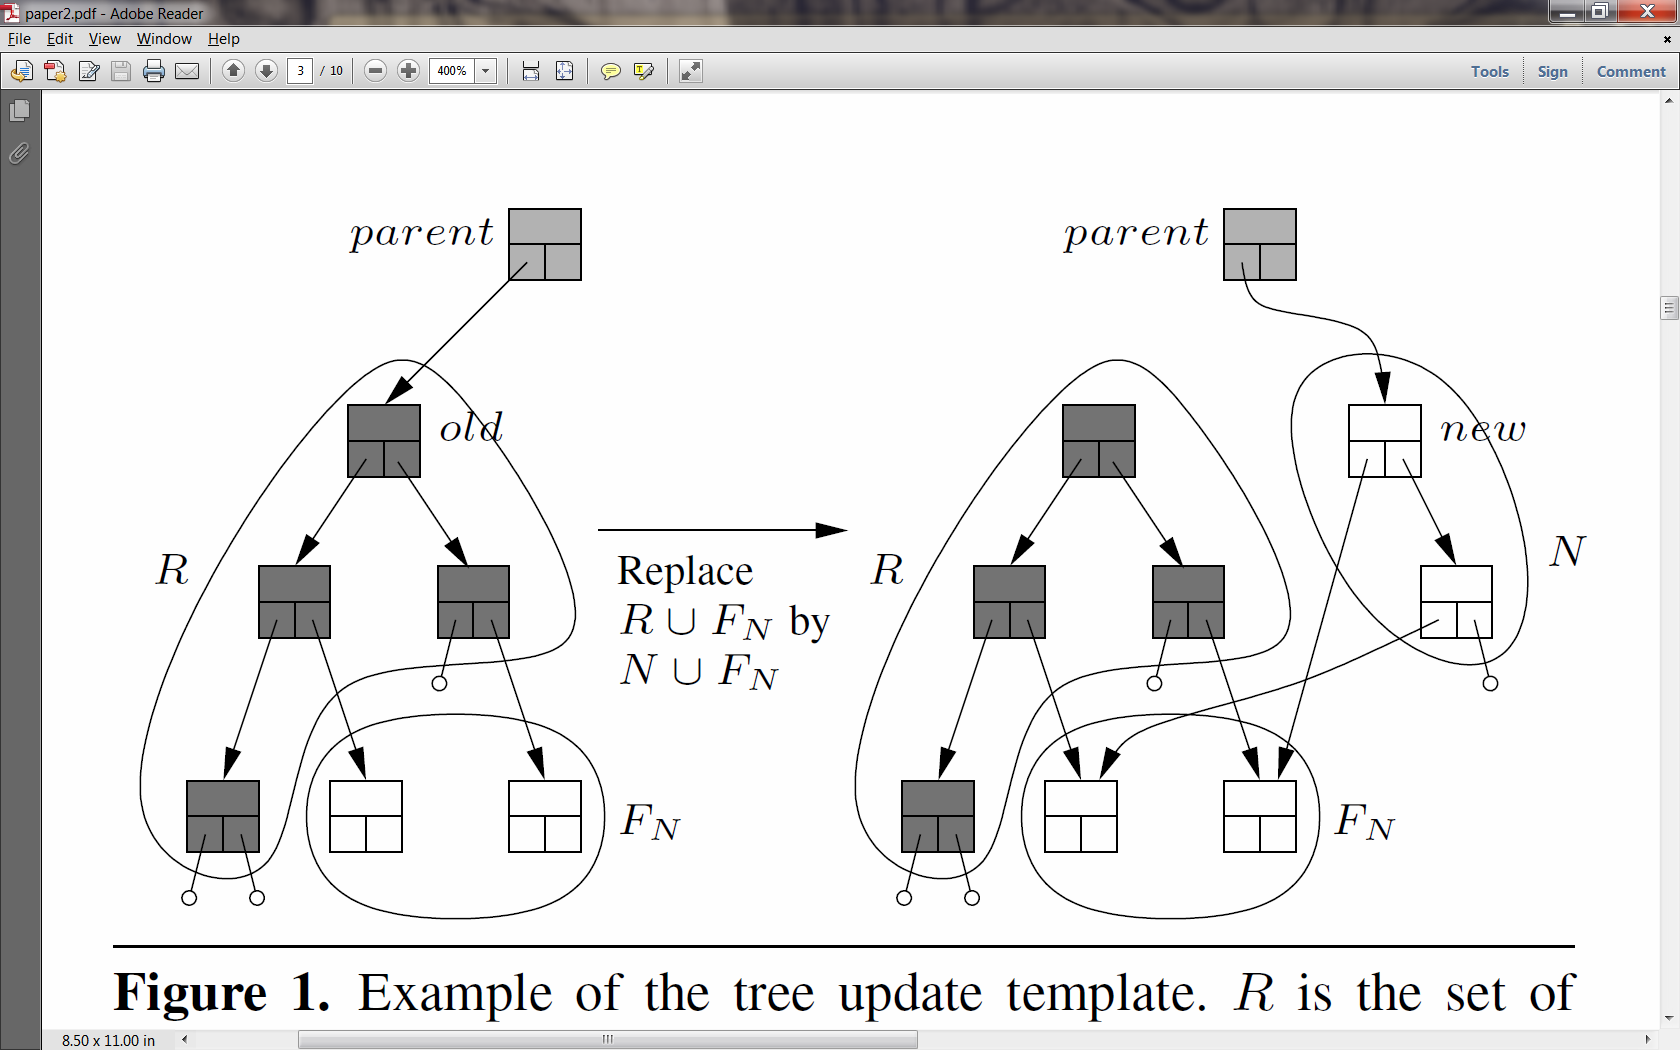 paper2.pdf - Adobe Reader
File Edit View Window Help
3 / 10 400% Tools Sign Comment
parent parent
old new
R Replace R N
R ∪ F_N by
N ∪ F_N
F_N F_N
Figure 1. Example of the tree update template. R is the set of
8.50 x 11.00 in